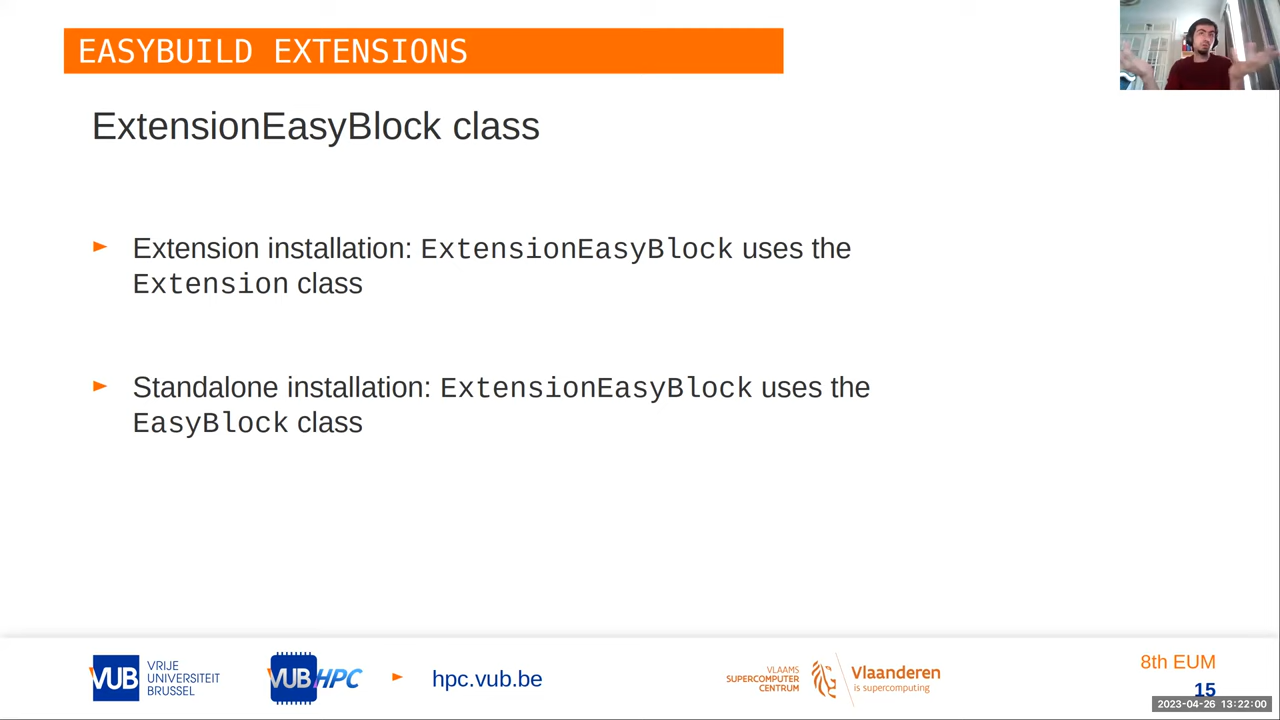 EASYBUILD EXTENSIONS
ExtensionEasyBlock class
► Extension installation: ExtensionEasyBlock uses the
Extension class
► Standalone installation: ExtensionEasyBlock uses the
EasyBlock class
VUB
VRIJE
UNIVERSITEIT
BRUSSEL
VUB HPC
► hpc.vub.be
VLAAMS
SUPERCOMPUTER
CENTRUM
Vlaanderen
is supercomputing
8th EUM
15
2023-04-26 13:22:00